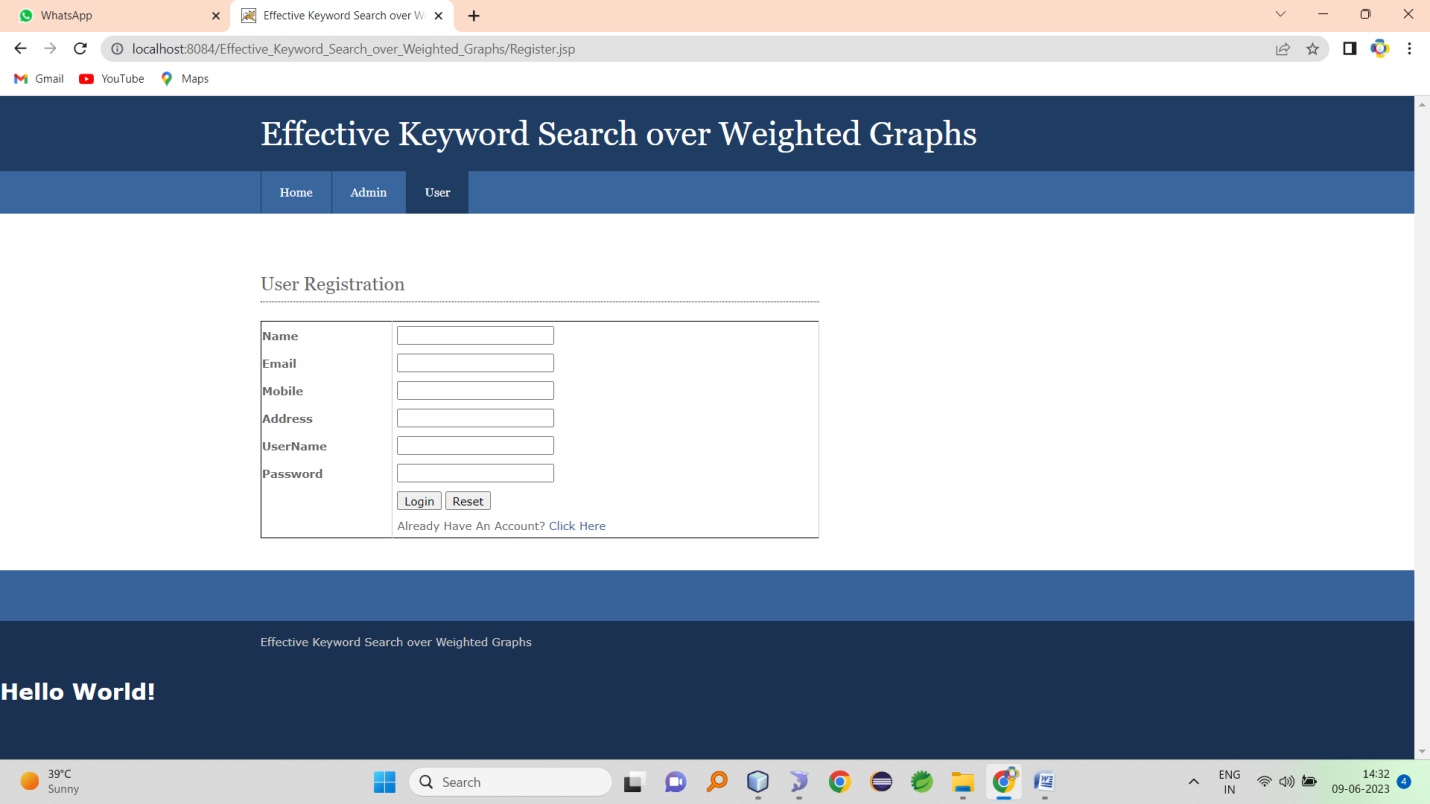 WhatsApp
Effective Keyword Search over W
localhost:8084/Effective_Keyword_Search_over_Weighted_Graphs/Register.jsp
Gmail YouTube Maps
Effective Keyword Search over Weighted Graphs
Home Admin User
User Registration
Name
Email
Mobile
Address
UserName
Password
Login Reset
Already Have An Account? Click Here
Effective Keyword Search over Weighted Graphs
Hello World!
39°C
Sunny
Search
ENG
IN
14:32
09-06-2023
4